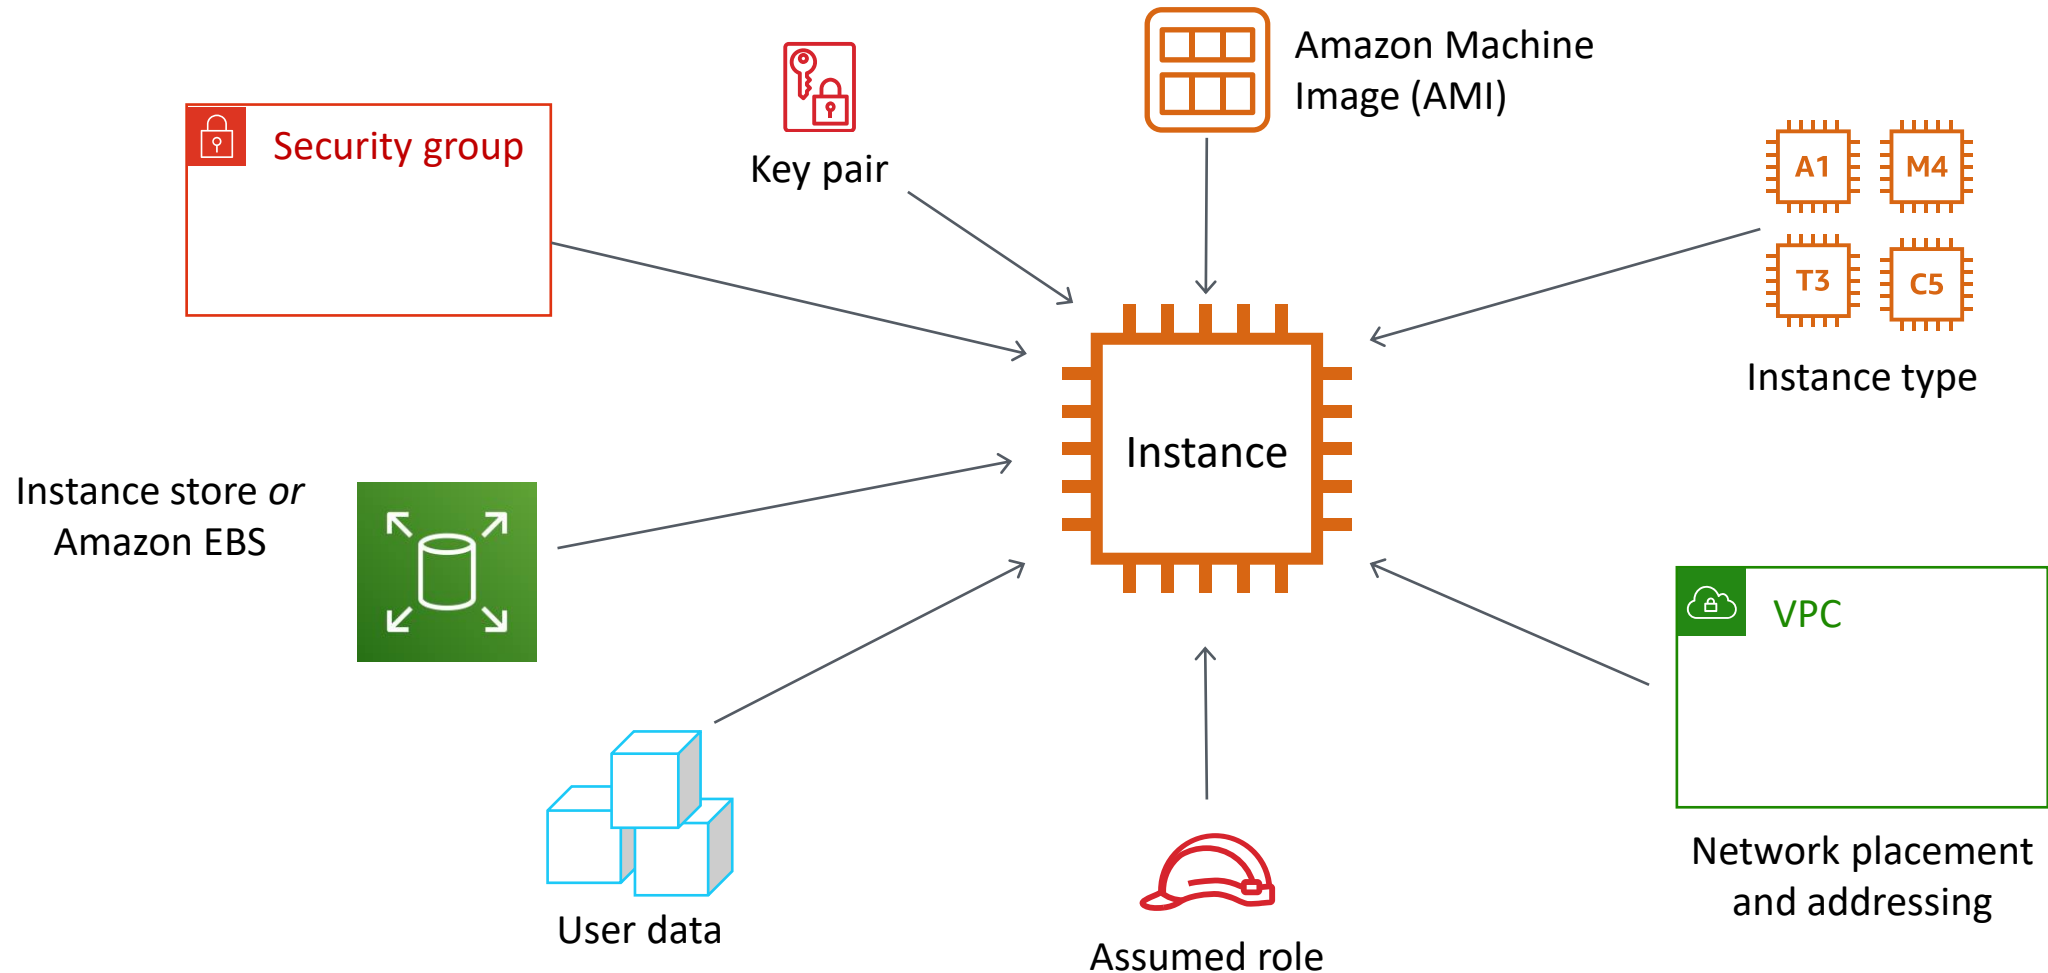 Amazon Machine
Image (AMI)
Key pair
Security group
A1
M4
T3
C5
Instance type
Instance
Instance store or
Amazon EBS
VPC
Network placement
and addressing
User data
Assumed role